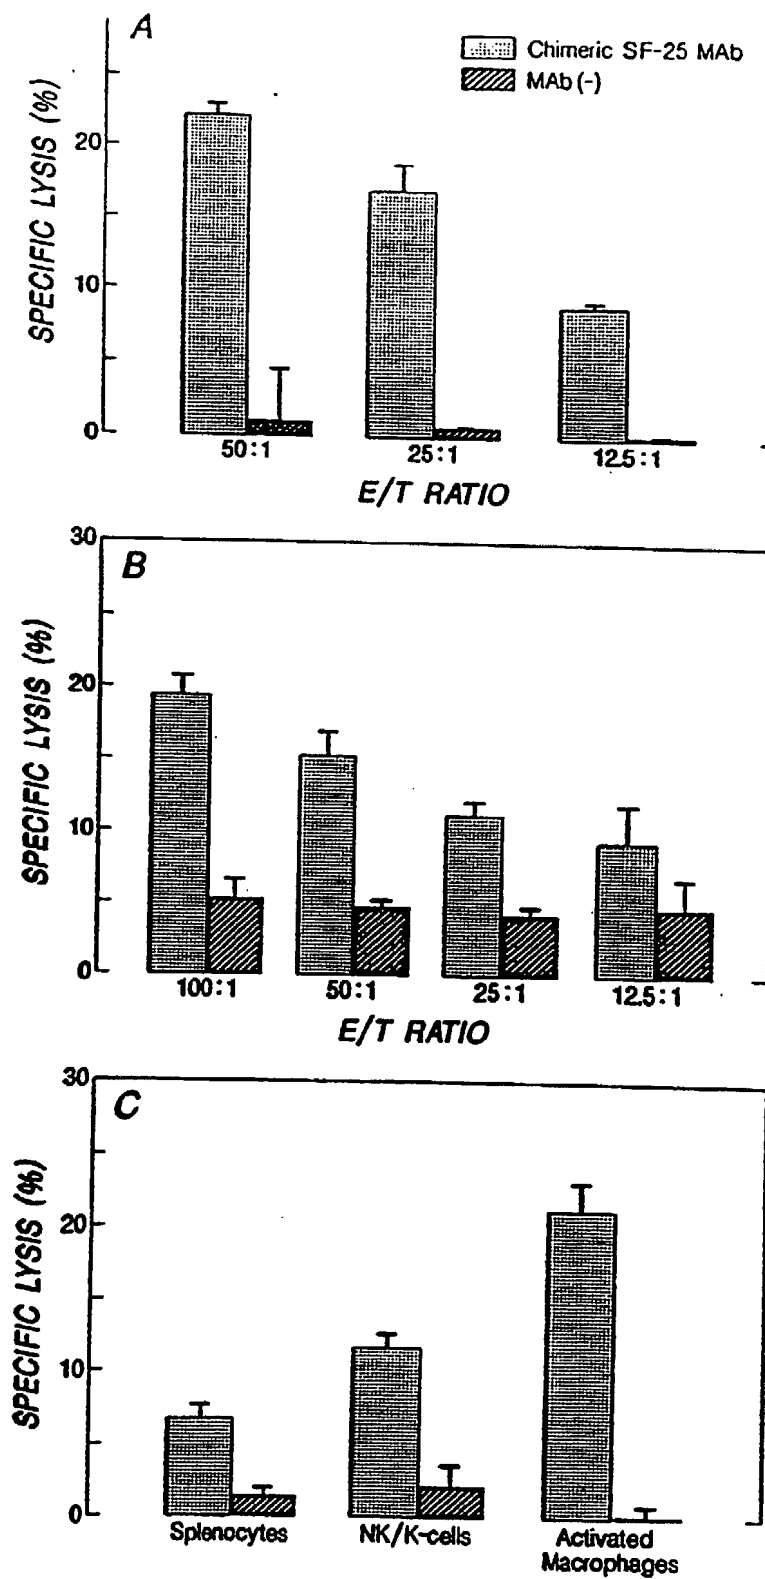 A
Chimeric SF-25 MAb
MAb (-)
SPECIFIC LYSIS (%)
20
10
0
50:1
25:1
12.5:1
E/T RATIO
B
SPECIFIC LYSIS (%)
30
20
10
0
100:1
50:1
25:1
12.5:1
E/T RATIO
C
SPECIFIC LYSIS (%)
30
20
10
0
Splenocytes
NK/K-cells
Activated
Macrophages